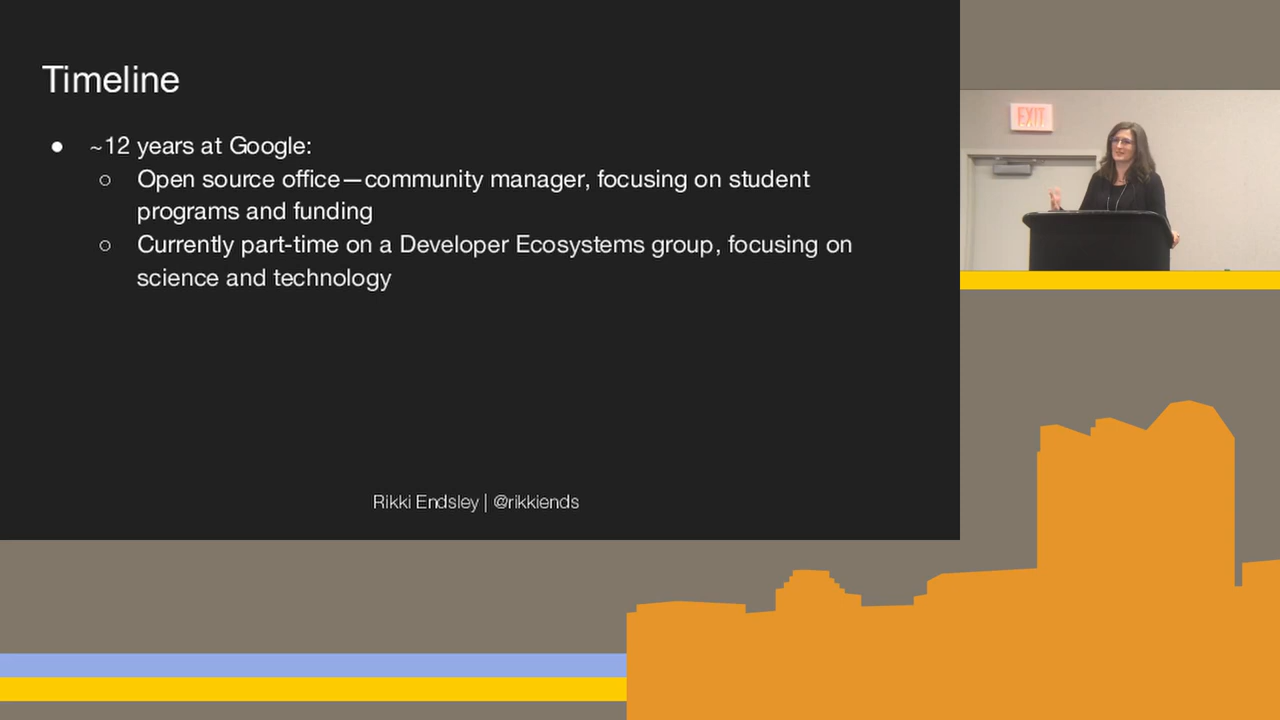 Timeline
● ~12 years at Google:
○ Open source office—community manager, focusing on student
programs and funding
○ Currently part-time on a Developer Ecosystems group, focusing on
science and technology
Rikki Endsley | @rikkiends
EXIT